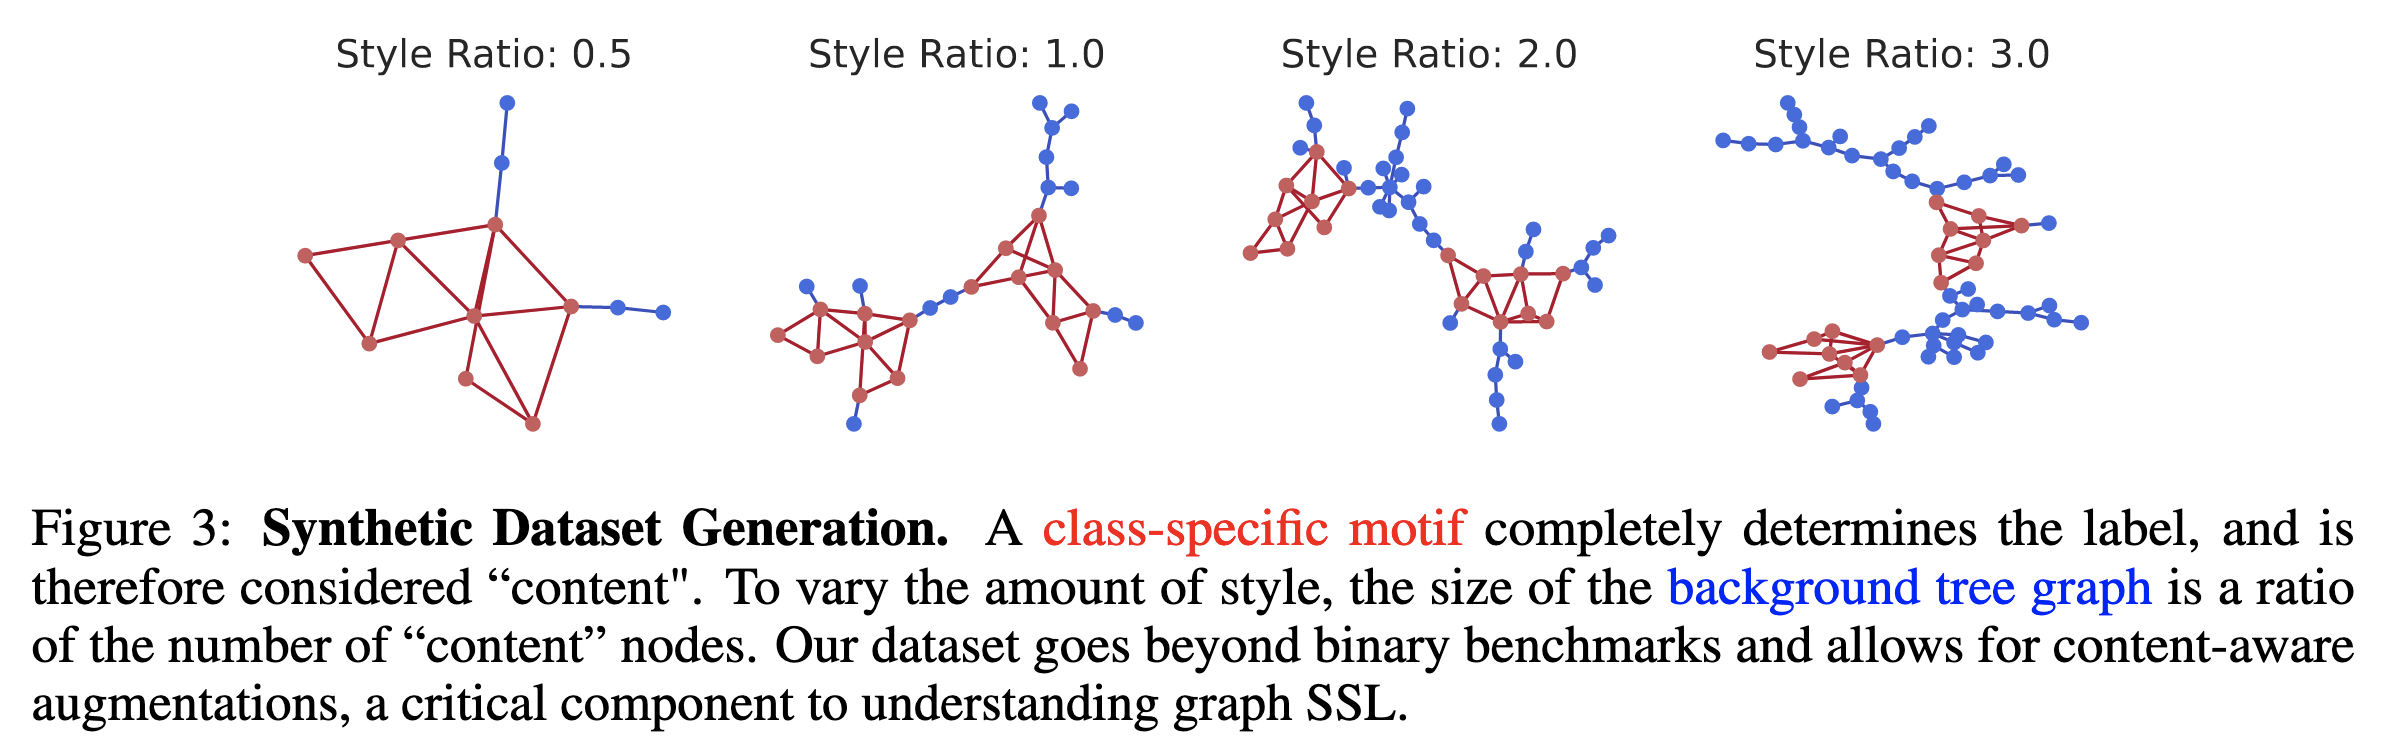 Style Ratio: 0.5
Style Ratio: 1.0
Style Ratio: 2.0
Style Ratio: 3.0
Figure 3: Synthetic Dataset Generation. A class-specific motif completely determines the label, and is
therefore considered “content". To vary the amount of style, the size of the background tree graph is a ratio
of the number of “content” nodes. Our dataset goes beyond binary benchmarks and allows for content-aware
augmentations, a critical component to understanding graph SSL.